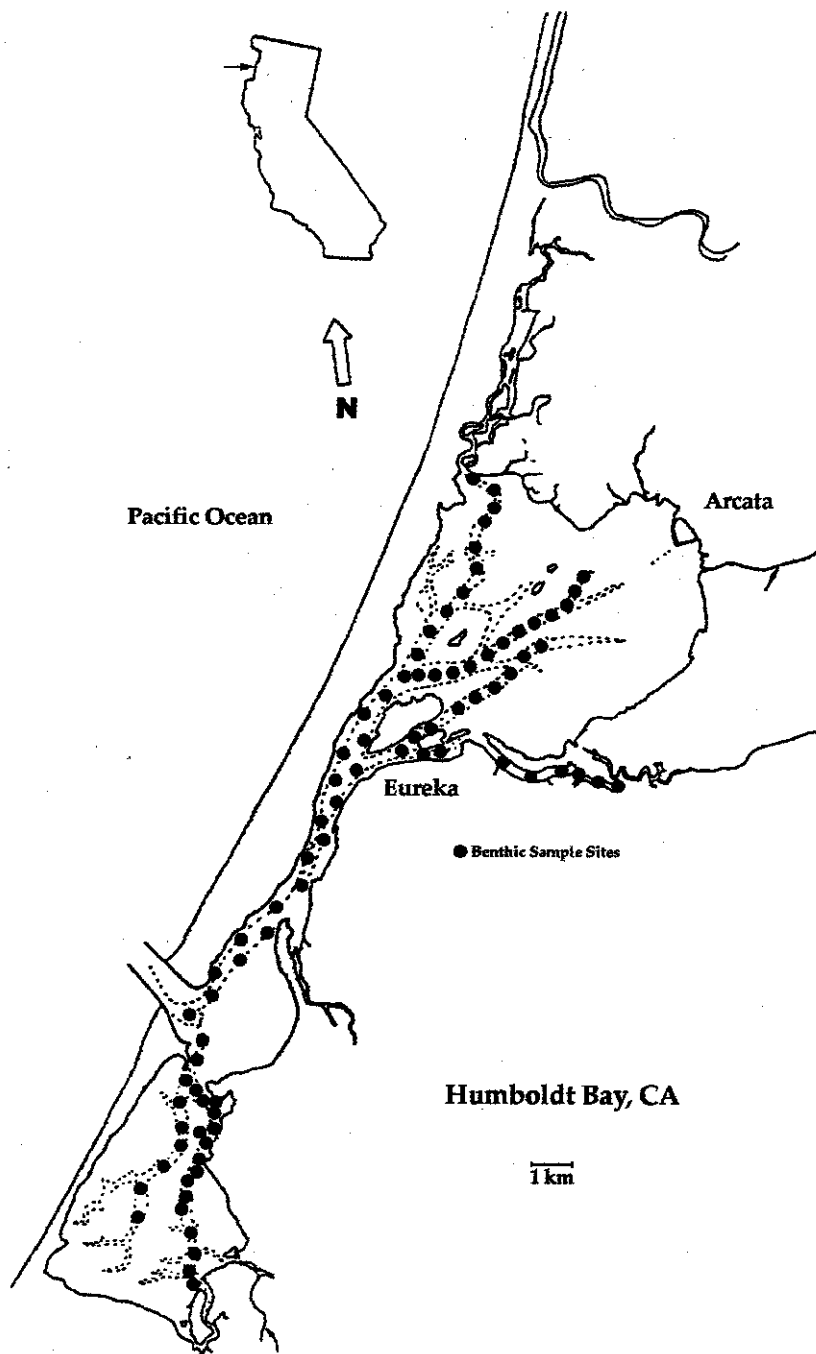 N
Pacific Ocean
Arcata
Eureka
Benthic Sample Sites
Humboldt Bay, CA
1 km